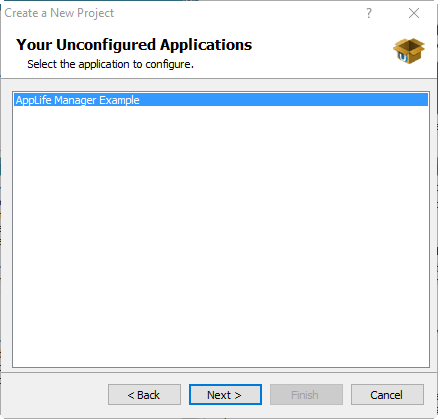 Create a New Project
Your Unconfigured Applications
Select the application to configure.
AppLife Manager Example
< Back Next > Finish Cancel